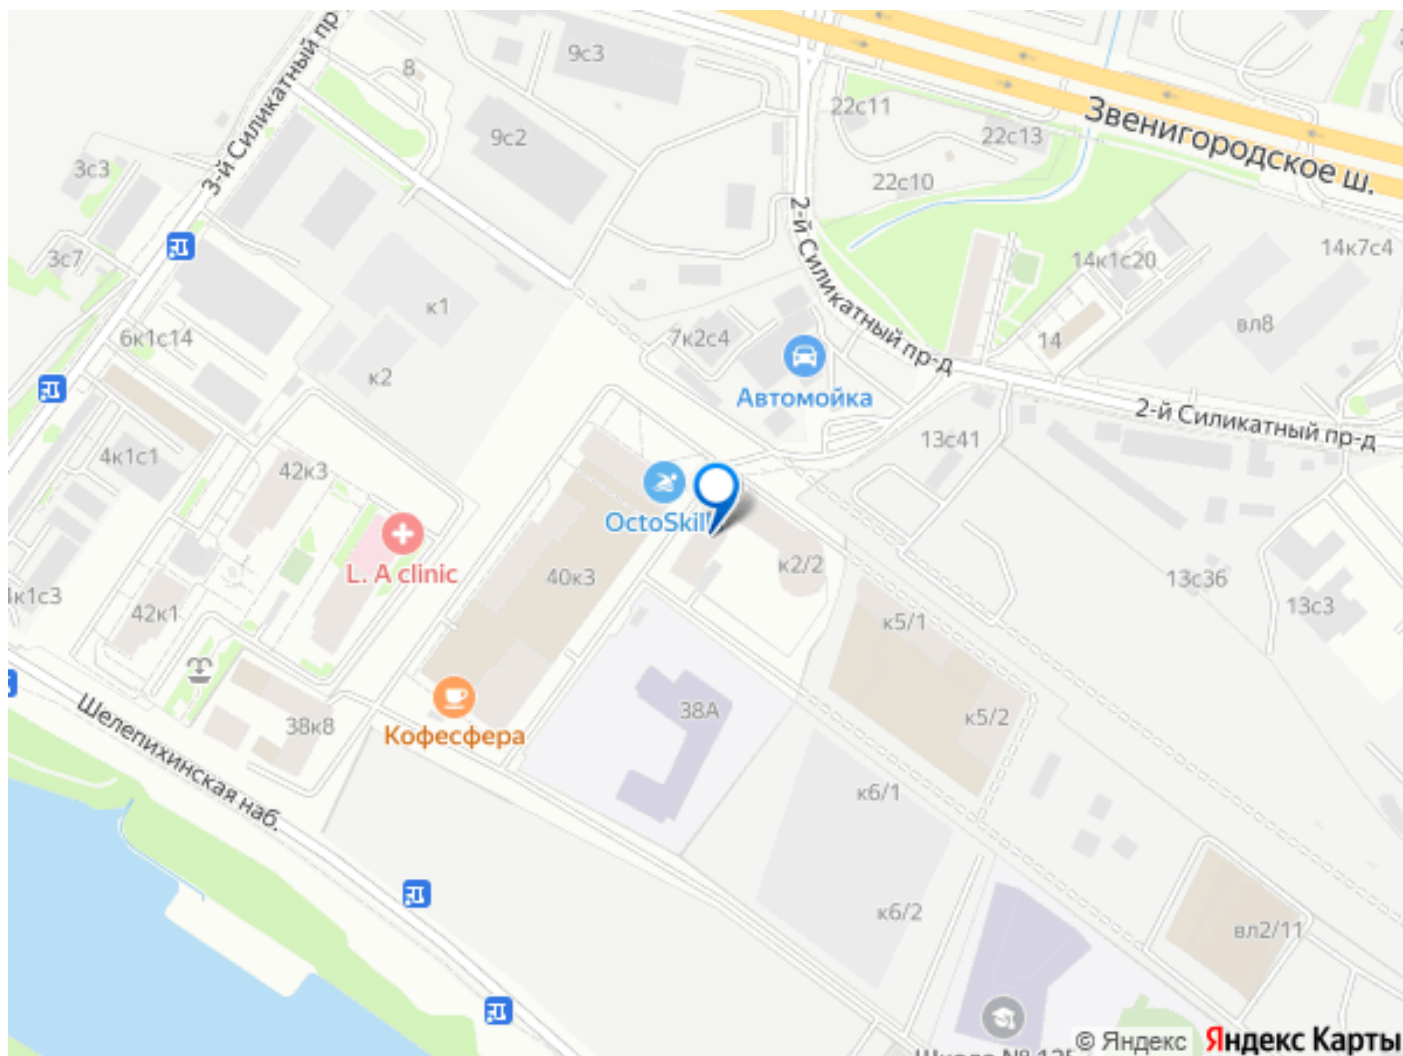 9с3
8
3-й Силикатный пр
22с11
Звенигородское ш.
9с2
22с13
3с3
22с10
2-й Силикатный пр-д
14к7с4
3с7
14к1с20
к1
вл8
6к1с14
7к2с4
14
к2
Автомойка
2-й Силикатный пр-д
13с41
4к1с1
42к3
OctoSkill
L. A clinic
40к3
к2/2
13с36
4к1с3
42к1
13с3
к5/1
38А
к5/2
38к8
Кофесфера
Шелепихинская наб.
к6/1
к6/2
вл2/11
© Яндекс
Яндекс Карты